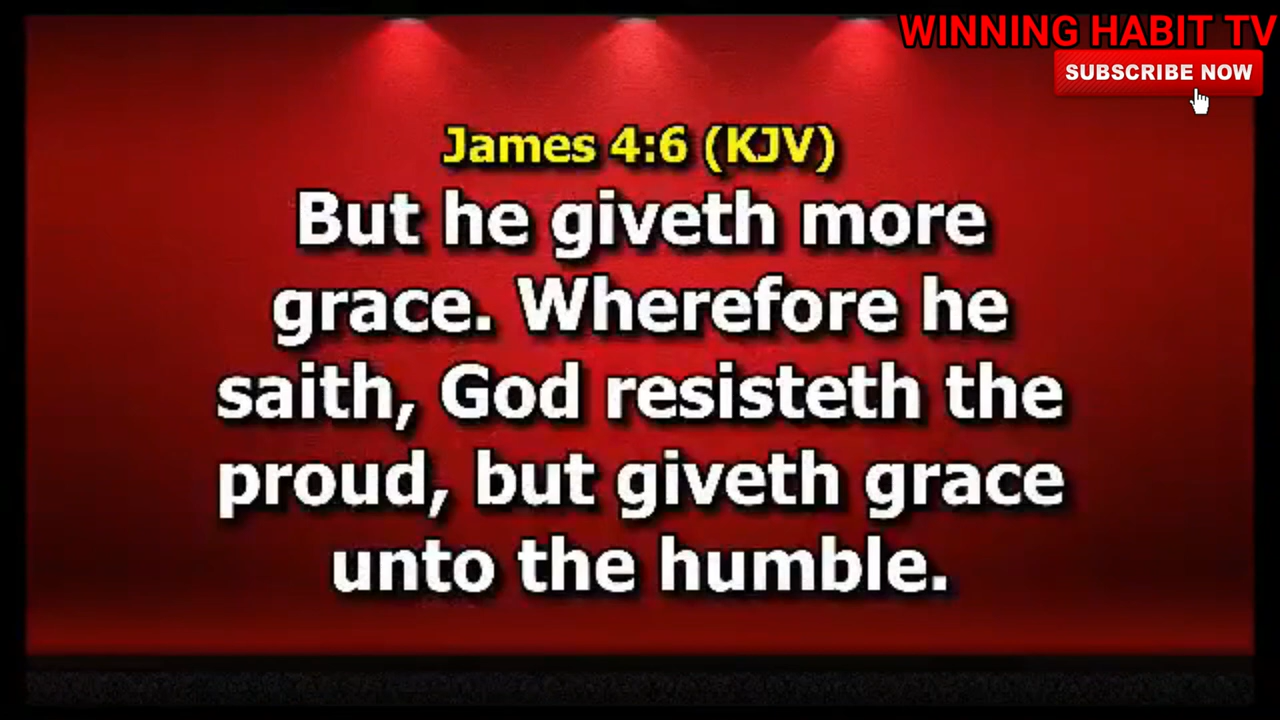 WINNING HABIT TV
SUBSCRIBE NOW
James 4:6 (KJV)
But he giveth more
grace. Wherefore he
saith, God resisteth the
proud, but giveth grace
unto the humble.